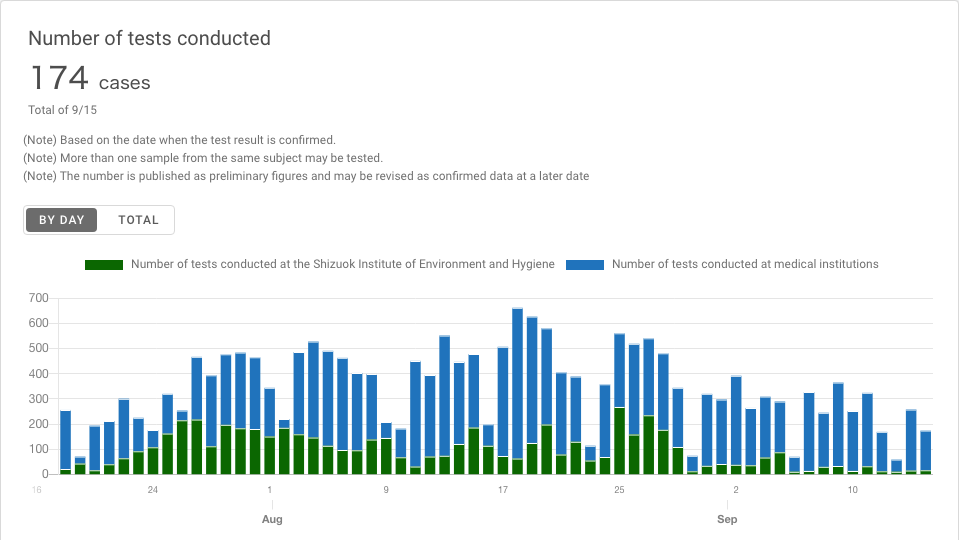 Number of tests conducted
174 cases
Total of 9/15
(Note) Based on the date when the test result is confirmed.
(Note) More than one sample from the same subject may be tested.
(Note) The number is published as preliminary figures and may be revised as confirmed data at a later date
BY DAY TOTAL
Number of tests conducted at the Shizuok Institute of Environment and Hygiene Number of tests conducted at medical institutions
700
600
500
400
300
200
100
0
16 24 1 9 17 25 2 10
Aug Sep